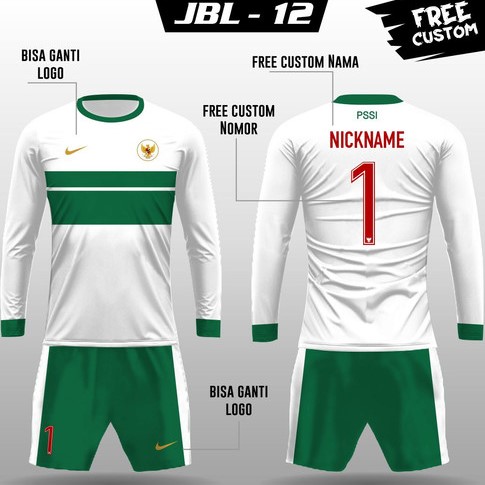 JBL - 12
FREE
CUSTOM
BISA GANTI
LOGO
FREE CUSTOM NAMA
FREE CUSTOM
NOMOR
PSSI
NICKNAME
1
BISA GANTI
LOGO
1